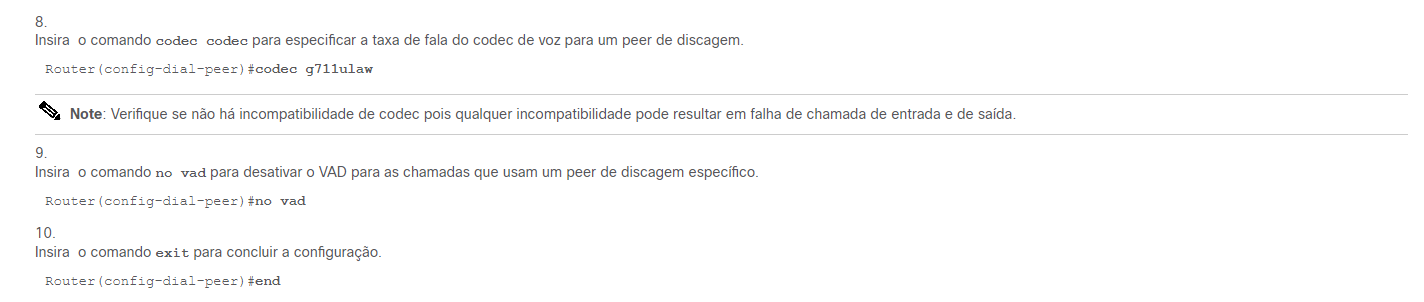 8.
Insira o comando codec codec para especificar a taxa de fala do codec de voz para um peer de discagem.
Router(config-dial-peer)#codec g711ulaw
Note: Verifique se não há incompatibilidade de codec pois qualquer incompatibilidade pode resultar em falha de chamada de entrada e de saída.
9.
Insira o comando no vad para desativar o VAD para as chamadas que usam um peer de discagem específico.
Router(config-dial-peer)#no vad
10.
Insira o comando exit para concluir a configuração.
Router(config-dial-peer)#end